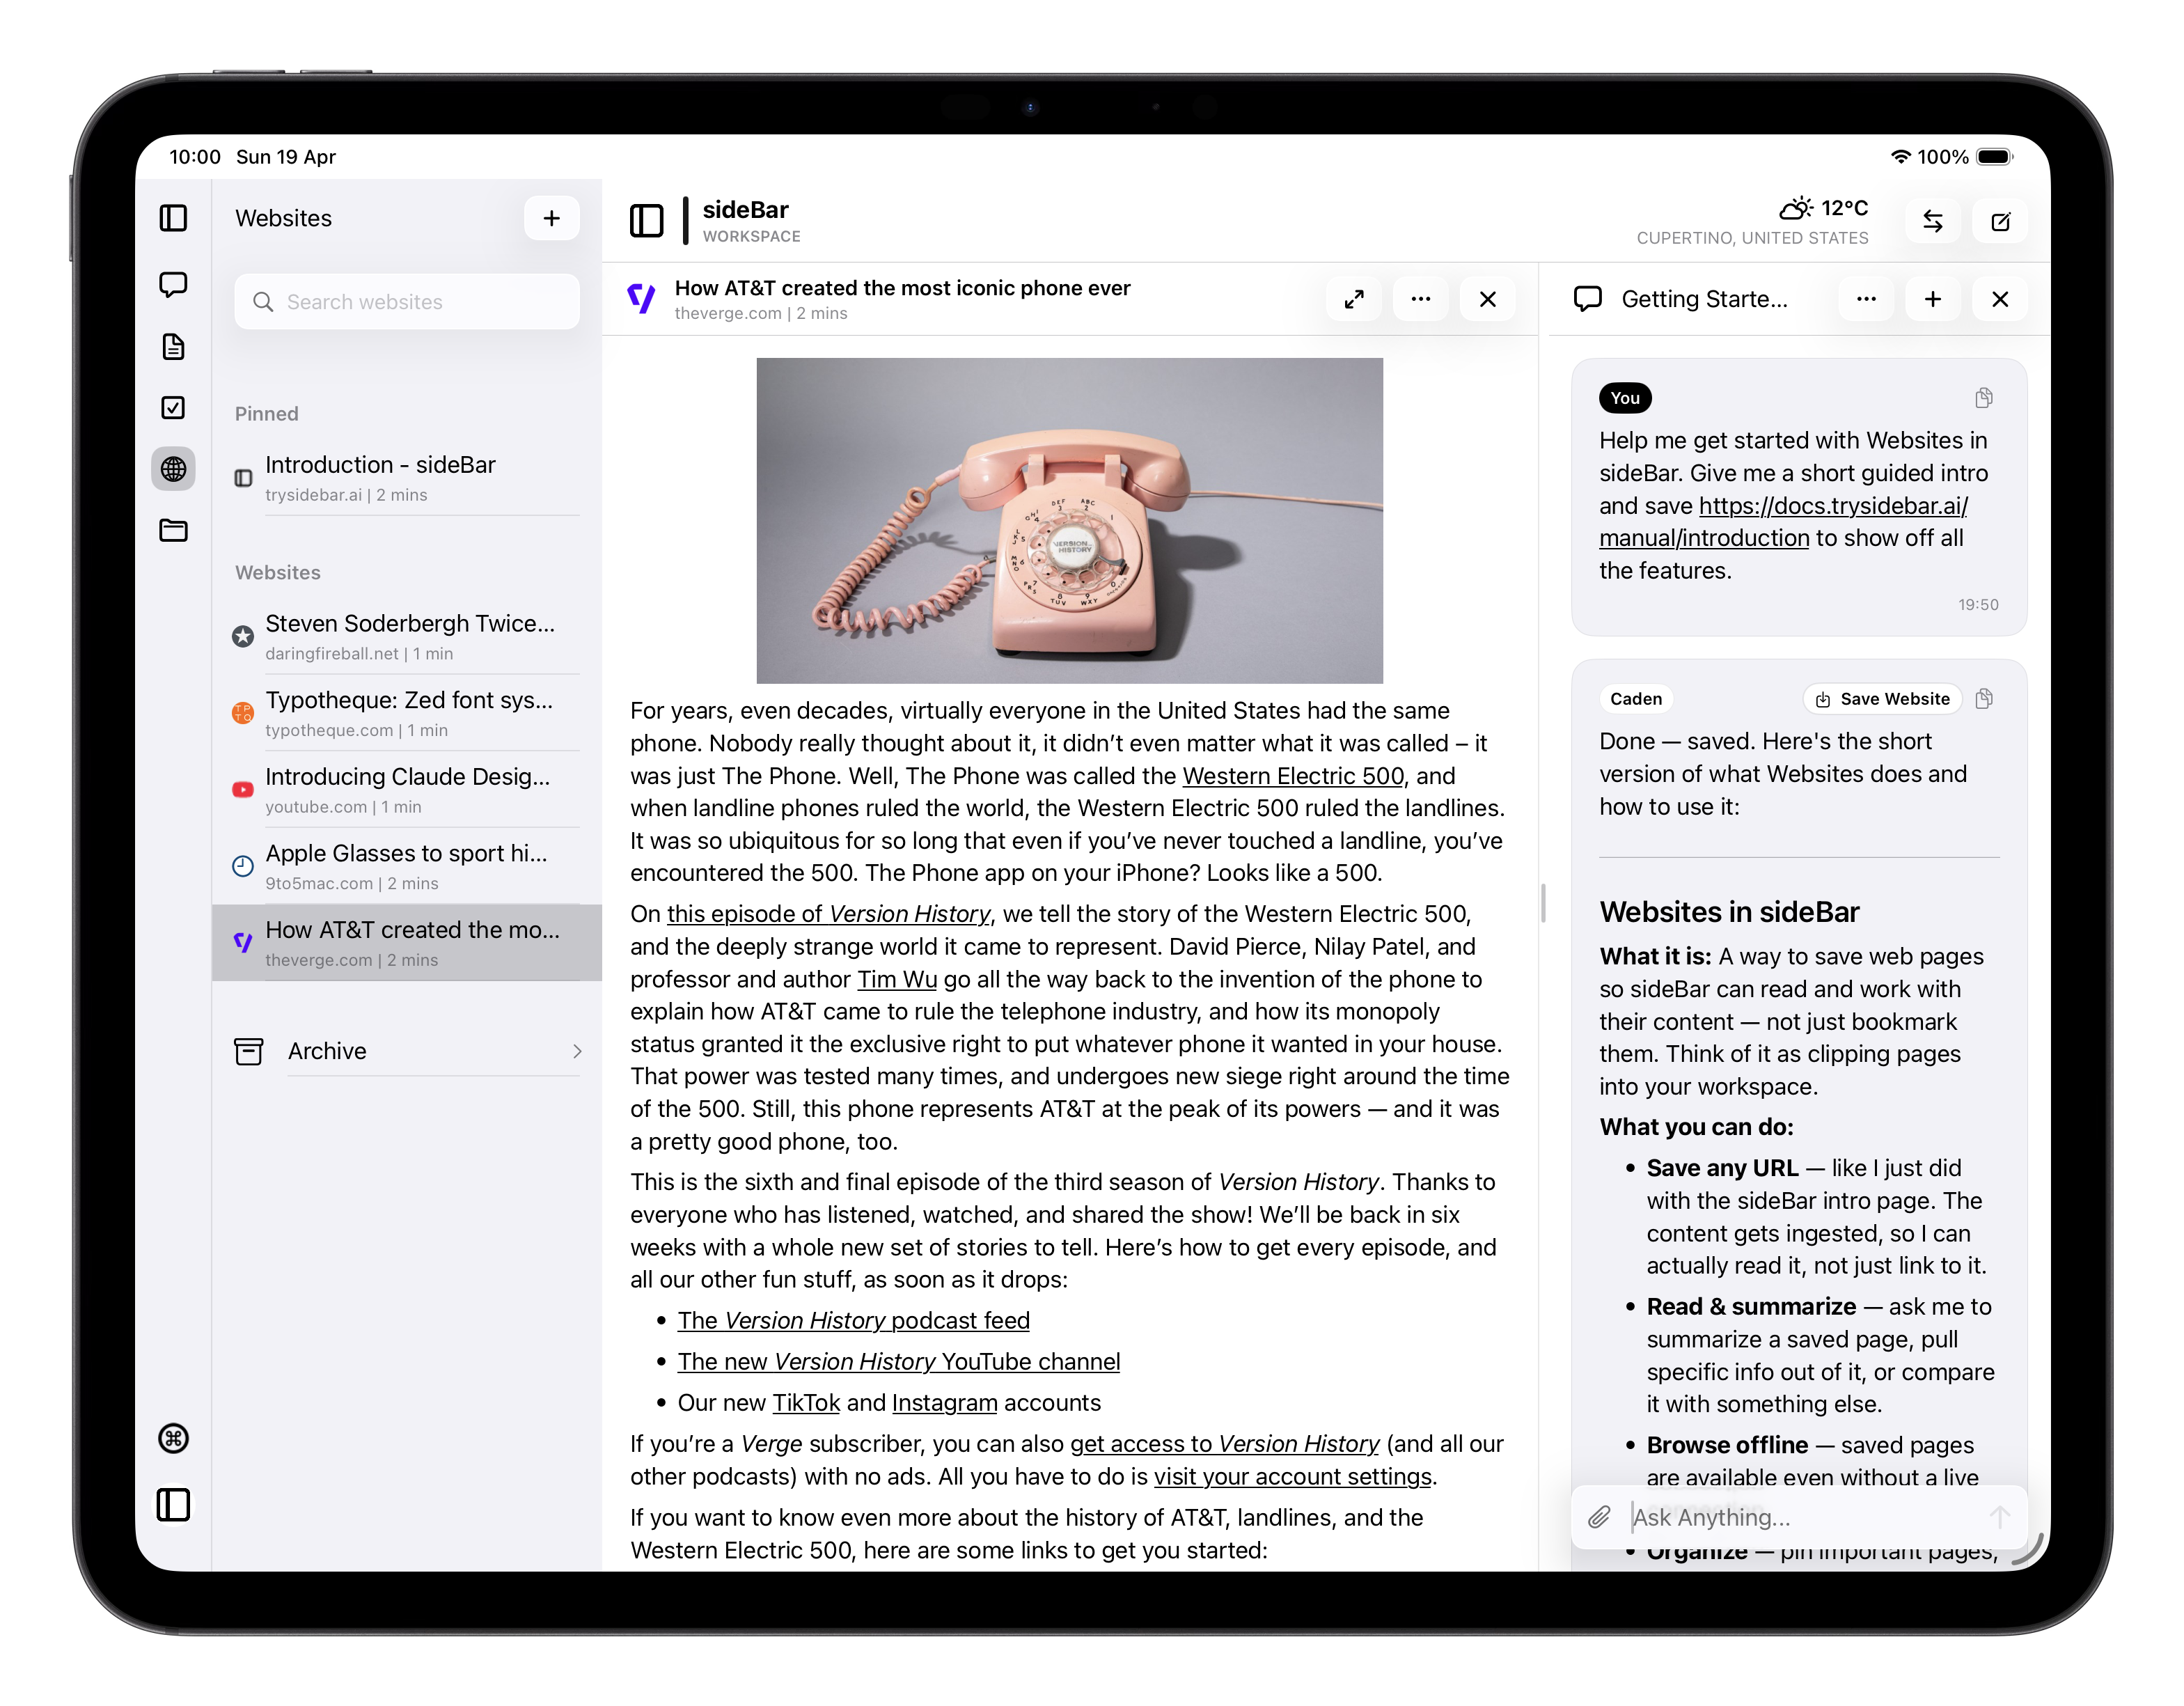 10:00 Sun 19 Apr
100%
Websites
Search websites
Pinned
Introduction - sideBar
trysidebar.ai | 2 mins
Websites
Steven Soderbergh Twice...
daringfireball.net | 1 min
Typotheque: Zed font sys...
typotheque.com | 1 min
Introducing Claude Desig...
youtube.com | 1 min
Apple Glasses to sport hi...
9to5mac.com | 2 mins
How AT&T created the mo...
theverge.com | 2 mins
Archive
sideBar
WORKSPACE
12°C
CUPERTINO, UNITED STATES
How AT&T created the most iconic phone ever
theverge.com | 2 mins
VERSION
HISTORY
For years, even decades, virtually everyone in the United States had the same
phone. Nobody really thought about it, it didn’t even matter what it was called – it
was just The Phone. Well, The Phone was called the Western Electric 500, and
when landline phones ruled the world, the Western Electric 500 ruled the landlines.
It was so ubiquitous for so long that even if you’ve never touched a landline, you’ve
encountered the 500. The Phone app on your iPhone? Looks like a 500.
On this episode of Version History, we tell the story of the Western Electric 500,
and the deeply strange world it came to represent. David Pierce, Nilay Patel, and
professor and author Tim Wu go all the way back to the invention of the phone to
explain how AT&T came to rule the telephone industry, and how its monopoly
status granted it the exclusive right to put whatever phone it wanted in your house.
That power was tested many times, and undergoes new siege right around the time
of the 500. Still, this phone represents AT&T at the peak of its powers — and it was
a pretty good phone, too.
This is the sixth and final episode of the third season of Version History. Thanks to
everyone who has listened, watched, and shared the show! We’ll be back in six
weeks with a whole new set of stories to tell. Here’s how to get every episode, and
all our other fun stuff, as soon as it drops:
• The Version History podcast feed
• The new Version History YouTube channel
• Our new TikTok and Instagram accounts
If you’re a Verge subscriber, you can also get access to Version History (and all our
other podcasts) with no ads. All you have to do is visit your account settings.
If you want to know even more about the history of AT&T, landlines, and the
Western Electric 500, here are some links to get you started:
Getting Starte...
You
Help me get started with Websites in
sideBar. Give me a short guided intro
and save https://docs.trysidebar.ai/
manual/introduction to show off all
the features.
19:50
Caden
Save Website
Done — saved. Here's the short
version of what Websites does and
how to use it:
Websites in sideBar
What it is: A way to save web pages
so sideBar can read and work with
their content — not just bookmark
them. Think of it as clipping pages
into your workspace.
What you can do:
• Save any URL — like I just did
with the sideBar intro page. The
content gets ingested, so I can
actually read it, not just link to it.
• Read & summarize — ask me to
summarize a saved page, pull
specific info out of it, or compare
it with something else.
• Browse offline — saved pages
are available even without a live
Ask Anything...
• Organize — pin important pages,